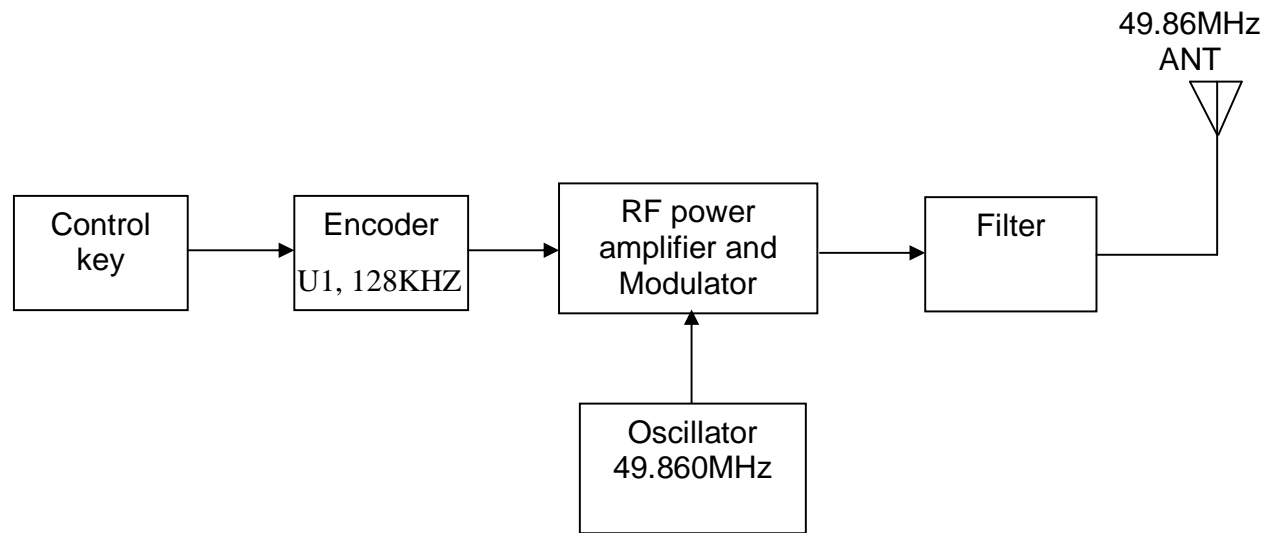 49.86MHz
ANT
Control
key
Encoder
U1, 128KHZ
RF power
amplifier and
Modulator
Filter
Oscillator
49.860MHz